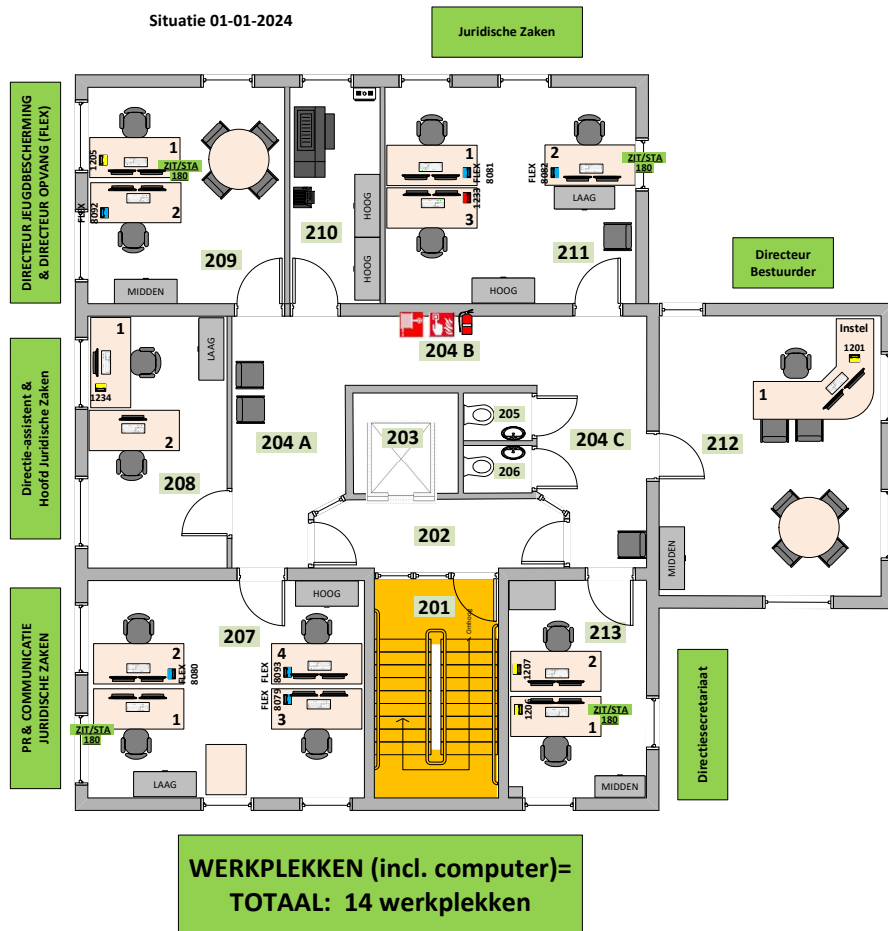 Situatie 01-01-2024
Juridische Zaken
DIRECTEUR JEUGDBESCHERMING
& DIRECTEUR OPVANG (FLEX)
1
1205
ZIT/STA
180
2
FLEX
8092
MIDDEN
209
210
HOOG
HOOG
1
FLEX
8081
1233
3
2
FLEX
8082
ZIT/STA
180
LAAG
211
HOOG
Directeur
Bestuurder
Instel
1201
1
212
MIDDEN
Directie-assistent &
Hoofd Juridische Zaken
1
1234
2
LAAG
208
204 A
204 B
203
205
206
204 C
202
201
Omhoog
PR & COMMUNICATIE
JURIDISCHE ZAKEN
207
HOOG
2
FLEX
8080
1
ZIT/STA
180
4
FLEX
8093
FLEX
8079
3
LAAG
213
1207
2
1206
1
ZIT/STA
180
MIDDEN
Directiesecretariaat
WERKPLEKKEN (incl. computer)=
TOTAAL: 14 werkplekken